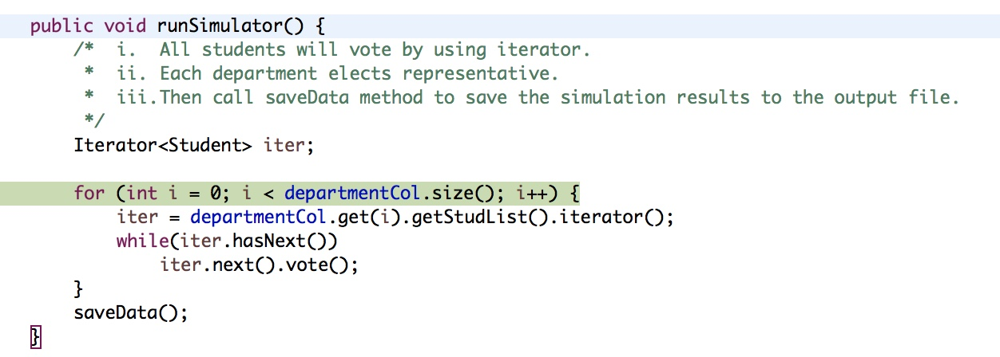 public void runSimulator() {
/* i. All students will vote by using iterator.
* ii. Each department elects representative.
* iii.Then call saveData method to save the simulation results to the output file.
*/
Iterator<Student> iter;
for (int i = 0; i < departmentCol.size(); i++) {
iter = departmentCol.get(i).getStudList().iterator();
while(iter.hasNext())
iter.next().vote();
}
saveData();
}